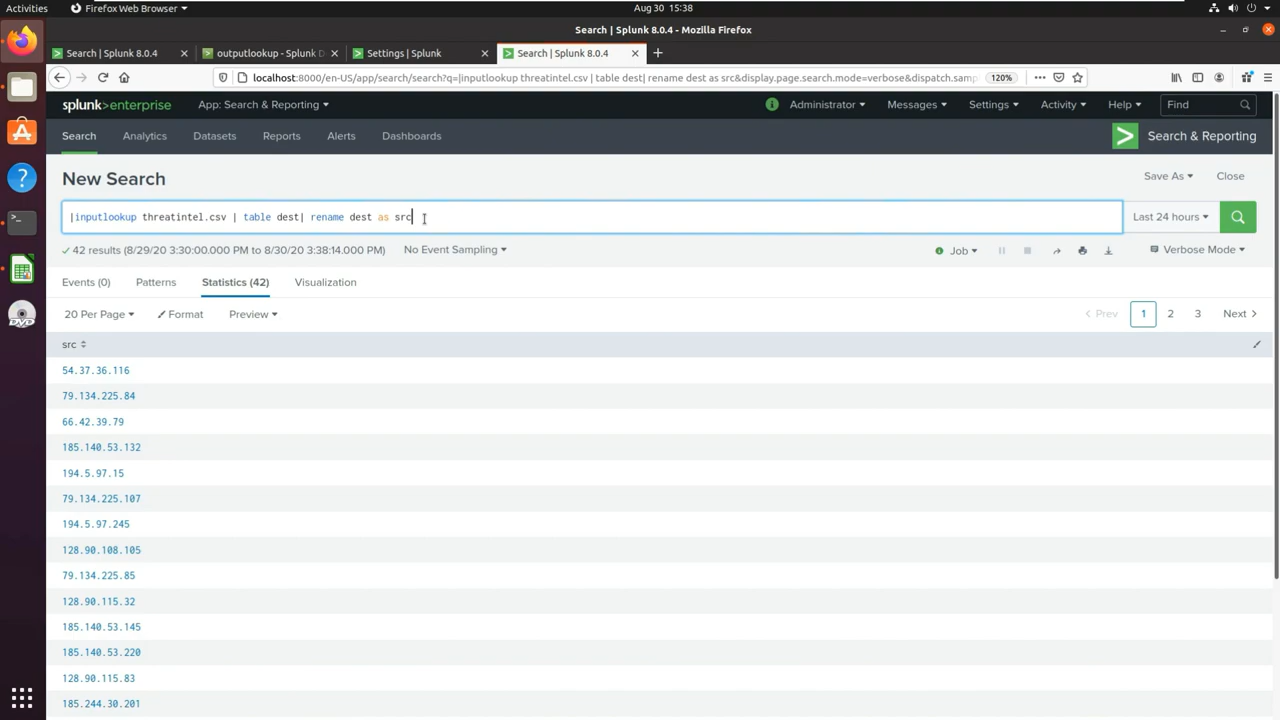 Activities Firefox Web Browser Aug 30 15:38
Search | Splunk 8.0.4 - Mozilla Firefox
Search | Splunk 8.0.4 outputlookup - Splunk D Settings | Splunk Search | Splunk 8.0.4
localhost:8000/en-US/app/search/search?q=|inputlookup threatintel.csv | table dest| rename dest as src&display.page.search.mode=verbose&dispatch.samp 120%
splunk>enterprise App: Search & Reporting Administrator Messages Settings Activity Help Find
Search Analytics Datasets Reports Alerts Dashboards > Search & Reporting
New Search Save As Close
|inputlookup threatintel.csv | table dest| rename dest as src Last 24 hours
42 results (8/29/20 3:30:00.000 PM to 8/30/20 3:38:14.000 PM) No Event Sampling Job Verbose Mode
Events (0) Patterns Statistics (42) Visualization
20 Per Page Format Preview < Prev 1 2 3 Next >
src
54.37.36.116
79.134.225.84
66.42.39.79
185.140.53.132
194.5.97.15
79.134.225.107
194.5.97.245
128.90.108.105
79.134.225.85
128.90.115.32
185.140.53.145
185.140.53.220
128.90.115.83
185.244.30.201
DVD